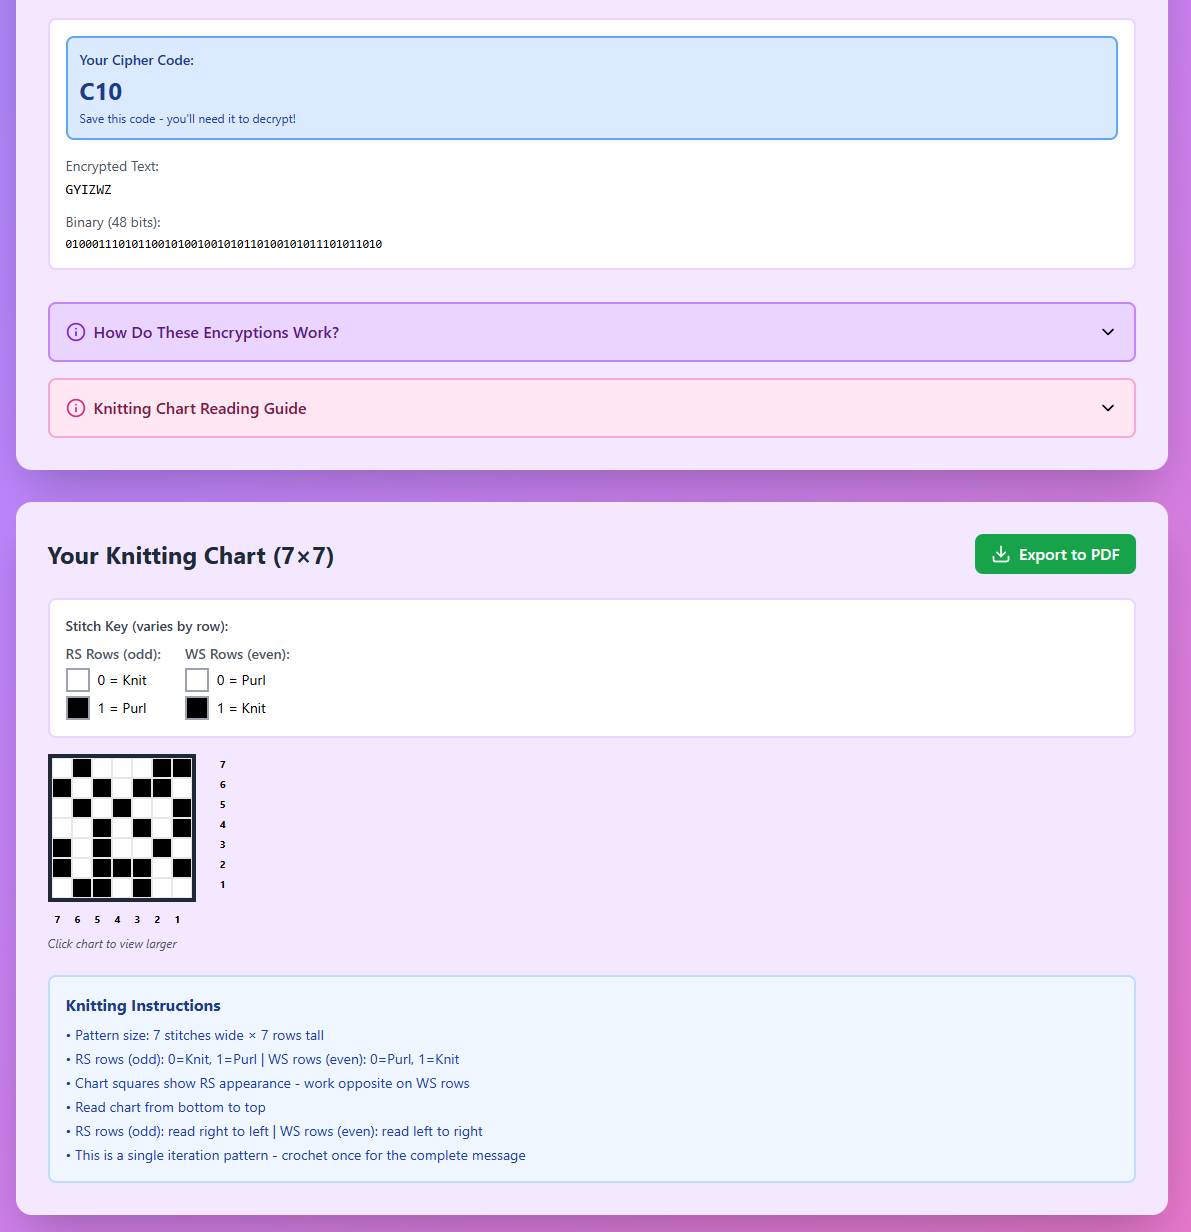 Your Cipher Code:
C10
Save this code - you'll need it to decrypt!
Encrypted Text:
GYIZWZ
Binary (48 bits):
010001110101100101001001010110100101011101011010
How Do These Encryptions Work?
Knitting Chart Reading Guide
Your Knitting Chart (7×7)
Export to PDF
Stitch Key (varies by row):
RS Rows (odd):
0 = Knit
1 = Purl
WS Rows (even):
0 = Purl
1 = Knit
7
6
5
4
3
2
1
7 6 5 4 3 2 1
Click chart to view larger
Knitting Instructions
• Pattern size: 7 stitches wide × 7 rows tall
• RS rows (odd): 0=Knit, 1=Purl | WS rows (even): 0=Purl, 1=Knit
• Chart squares show RS appearance - work opposite on WS rows
• Read chart from bottom to top
• RS rows (odd): read right to left | WS rows (even): read left to right
• This is a single iteration pattern - crochet once for the complete message